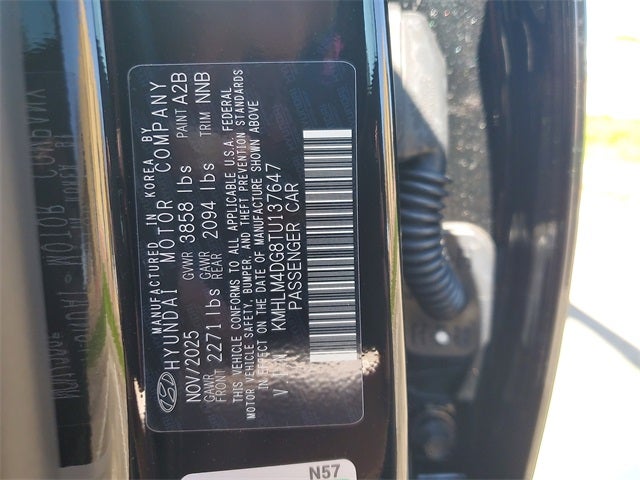 MANUFACTURED IN KOREA BY
HYUNDAI MOTOR COMPANY
NOV/2025 GVWR 3858 lbs PAINT A2B
GAWR FRONT 2271 lbs GAWR REAR 2094 lbs TRIM NNB
THIS VEHICLE CONFORMS TO ALL APPLICABLE U.S.A. FEDERAL
MOTOR VEHICLE SAFETY, BUMPER, AND THEFT PREVENTION STANDARDS
IN EFFECT ON THE DATE OF MANUFACTURE SHOWN ABOVE
V.I.N KMHLM4DG8TU137647
PASSENGER CAR
N57